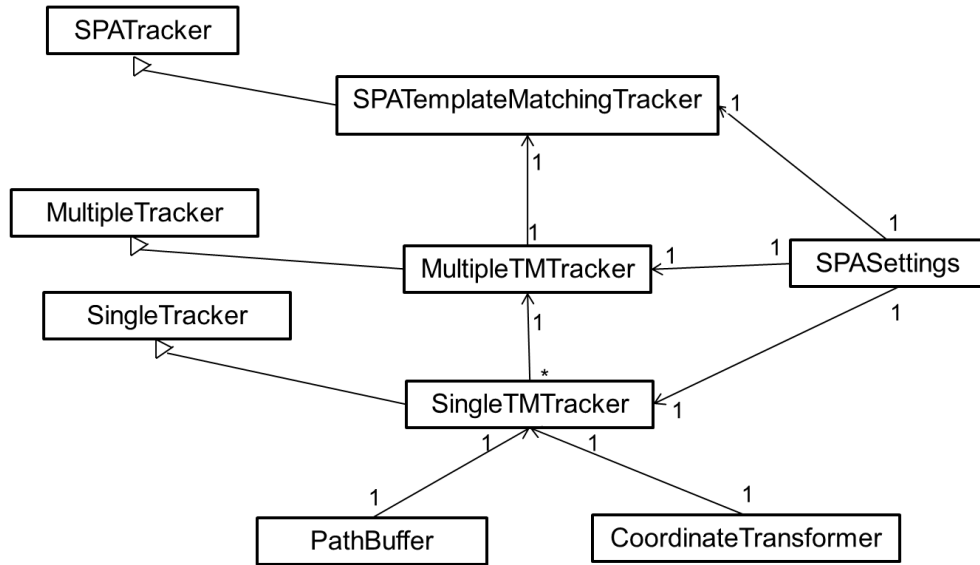 SPATracker
SPATemplateMatchingTracker
1
1
MultipleTracker
1
1
1
1
MultipleTMTracker
SPASettings
SingleTracker
1
1
*
SingleTMTracker
1
1
1
1
1
PathBuffer
CoordinateTransformer